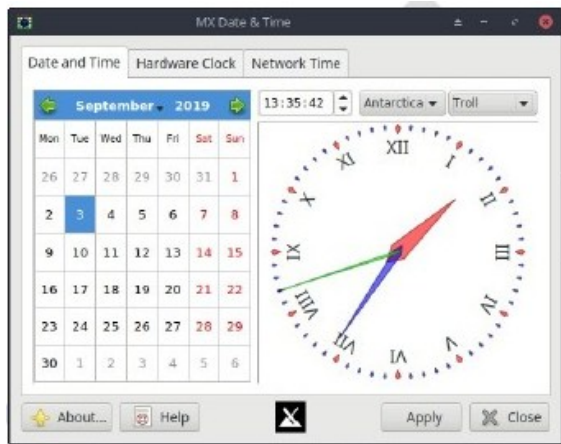 MX Date & Time
Date and Time Hardware Clock Network Time
September 2019 13:35:42 Antarctica Troll
Mon Tue Wed Thu Fri Sat Sun
26 27 28 29 30 31 1
2 3 4 5 6 7 8
9 10 11 12 13 14 15
16 17 18 19 20 21 22
23 24 25 26 27 28 29
30 1 2 3 4 5 6
XII
I
II
III
IV
V
VI
VII
VIII
IX
X
XI
About... Help Apply Close